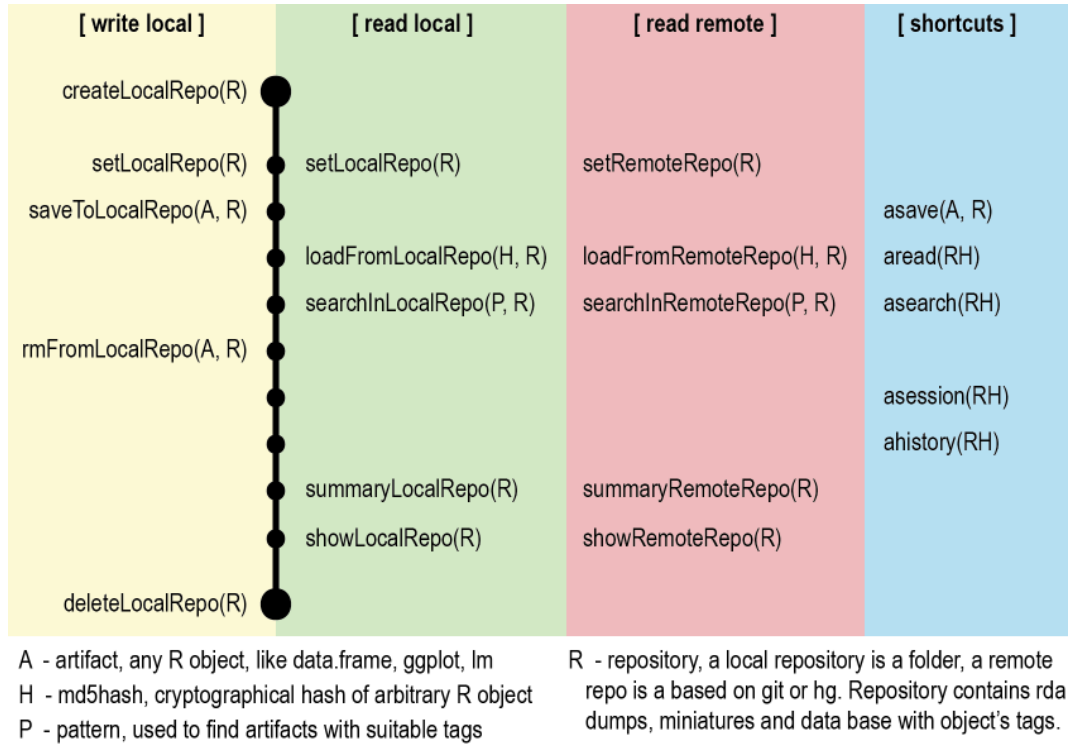 [ write local ] [ read local ] [ read remote ] [ shortcuts ]
createLocalRepo(R)
setLocalRepo(R) setLocalRepo(R) setRemoteRepo(R)
saveToLocalRepo(A, R) asave(A, R)
loadFromLocalRepo(H, R) loadFromRemoteRepo(H, R) aread(RH)
searchInLocalRepo(P, R) searchInRemoteRepo(P, R) asearch(RH)
rmFromLocalRepo(A, R)
asession(RH)
ahistory(RH)
summaryLocalRepo(R) summaryRemoteRepo(R)
showLocalRepo(R) showRemoteRepo(R)
deleteLocalRepo(R)
A - artifact, any R object, like data.frame, ggplot, lm
H - md5hash, cryptographical hash of arbitrary R object
P - pattern, used to find artifacts with suitable tags
R - repository, a local repository is a folder, a remote
repo is a based on git or hg. Repository contains rda
dumps, miniatures and data base with object's tags.